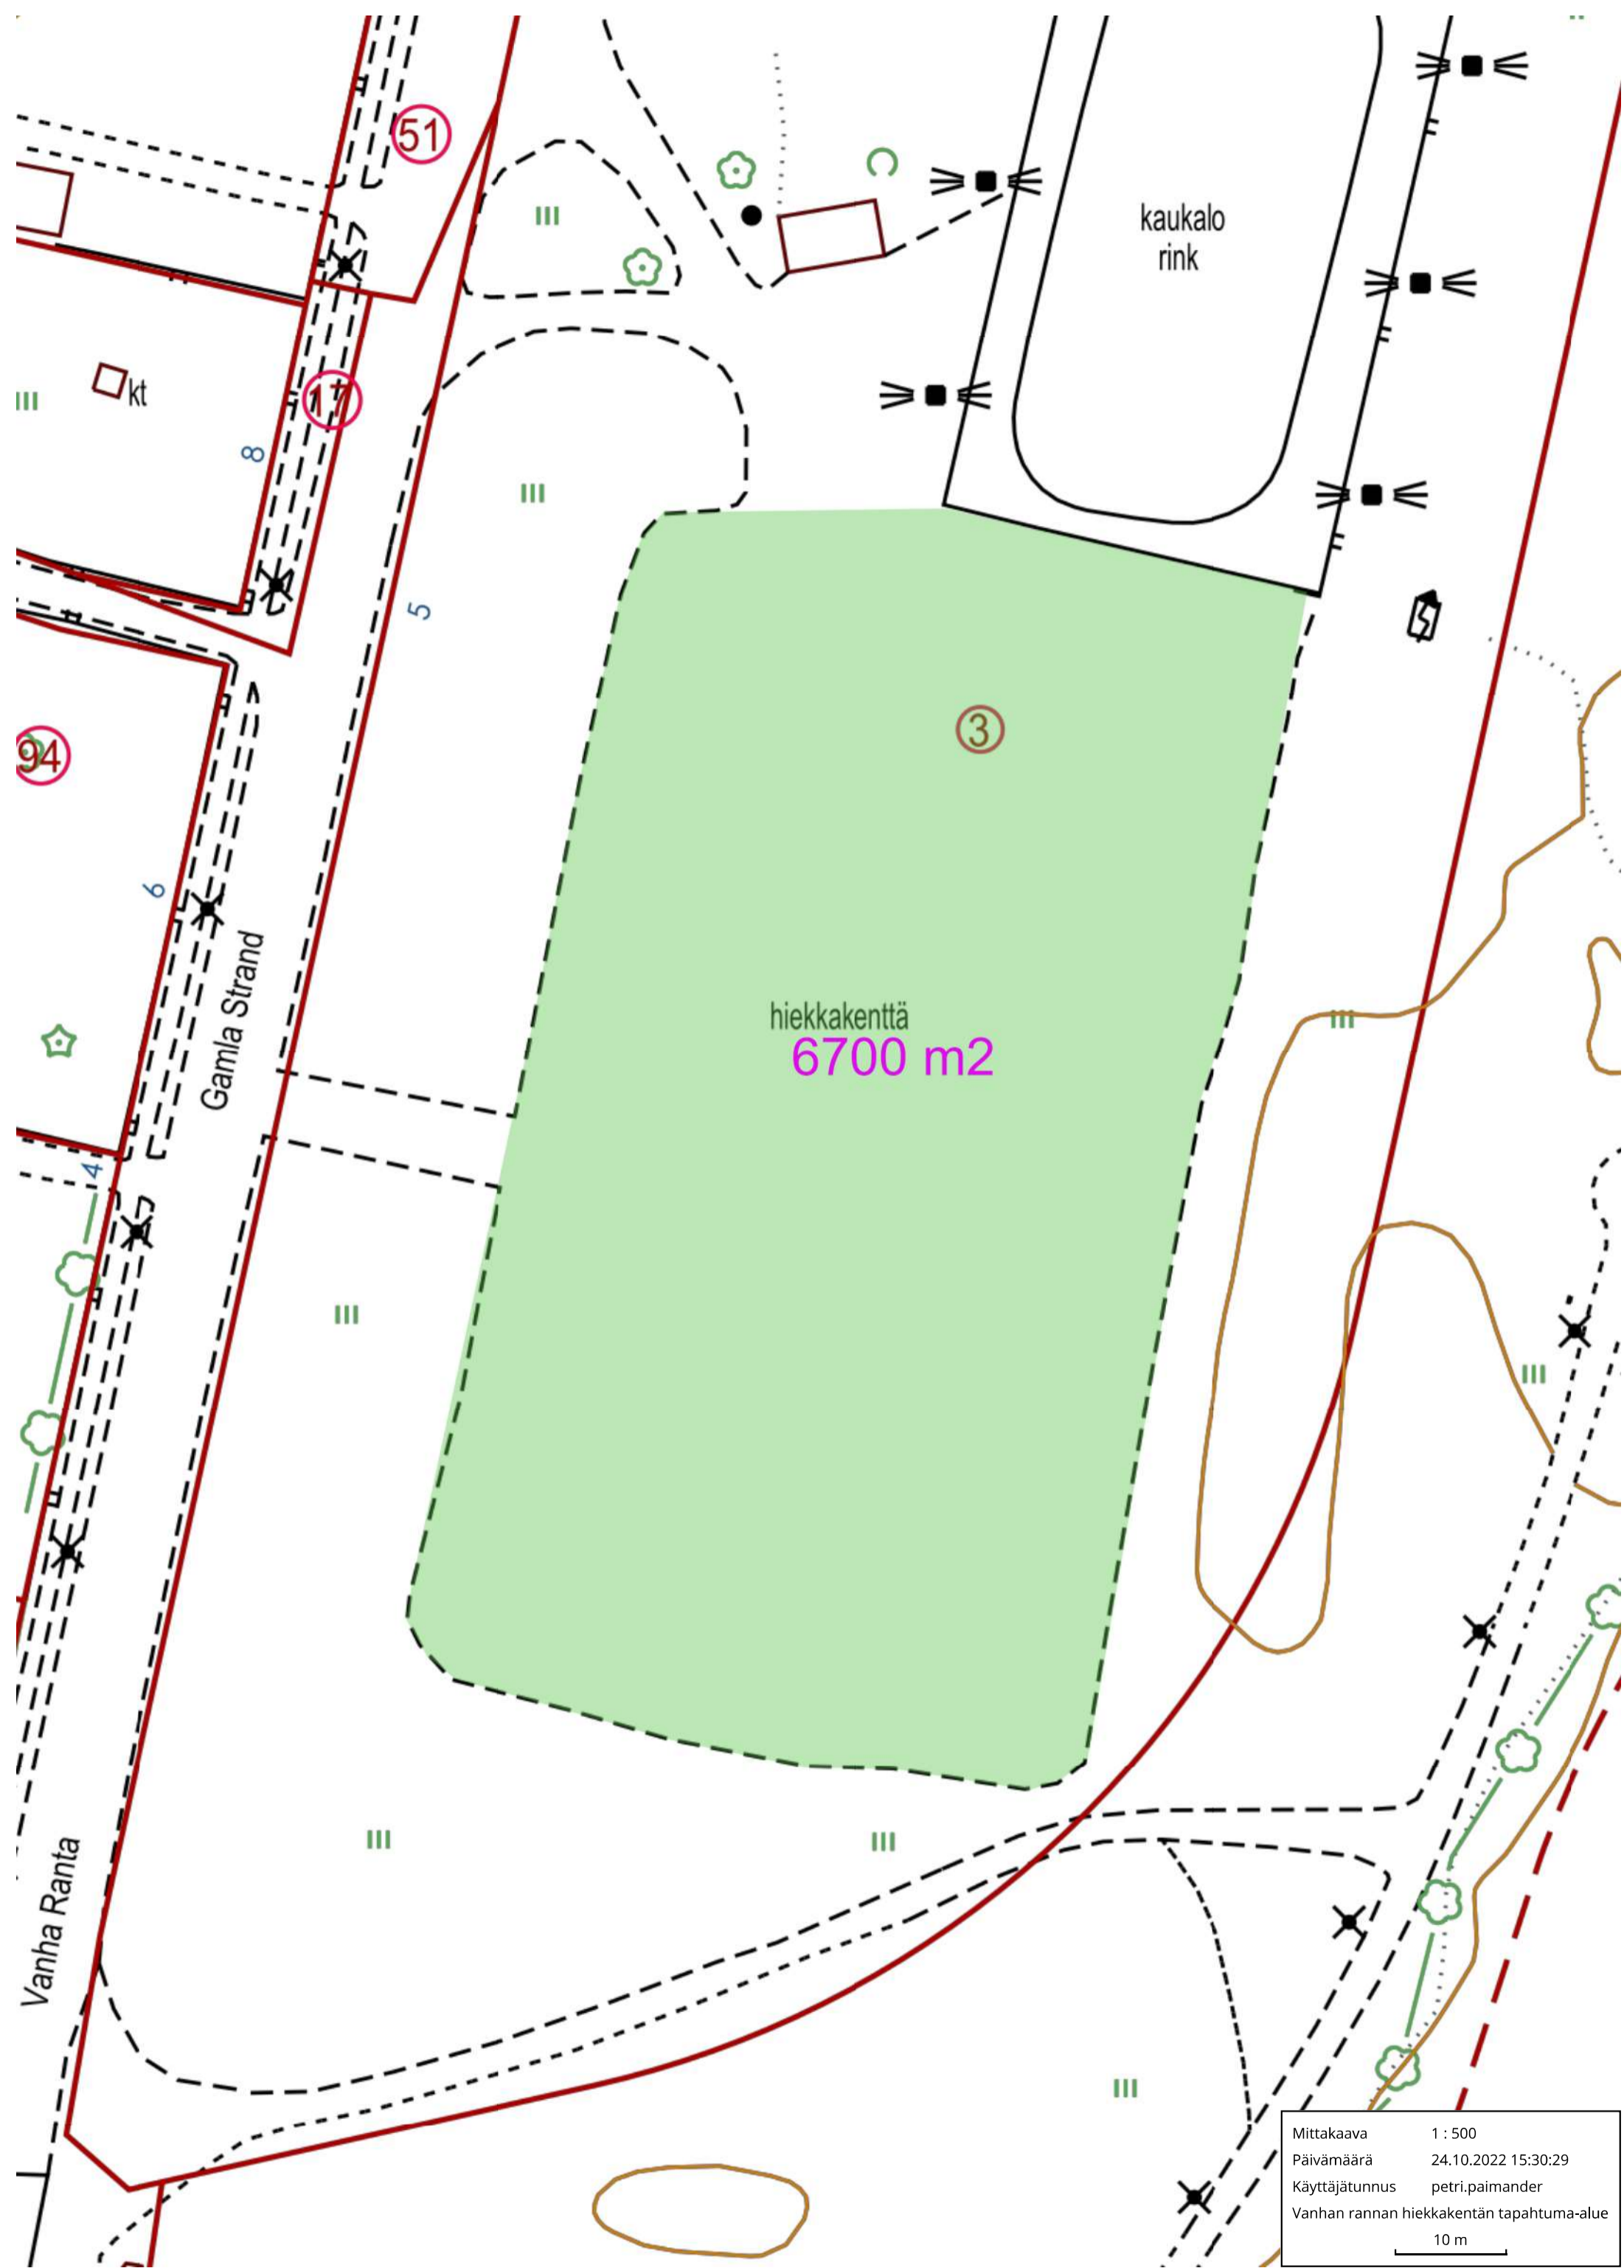 51
kaukalo
rink
kt
17
8
5
3
94
6
Gamla Strand
hiekkakenttä
6700 m2
4
Vanha Ranta
Mittakaava 1 : 500
Päivämäärä 24.10.2022 15:30:29
Käyttäjätunnus petri.paimander
Vanhan rannan hiekkakentän tapahtuma-alue
10 m